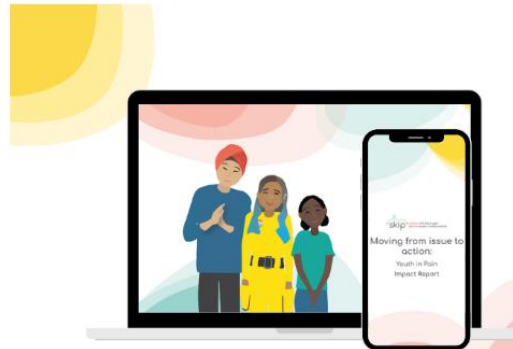 skip
Moving from issue to
action:
Youth in Pain
Impact Report